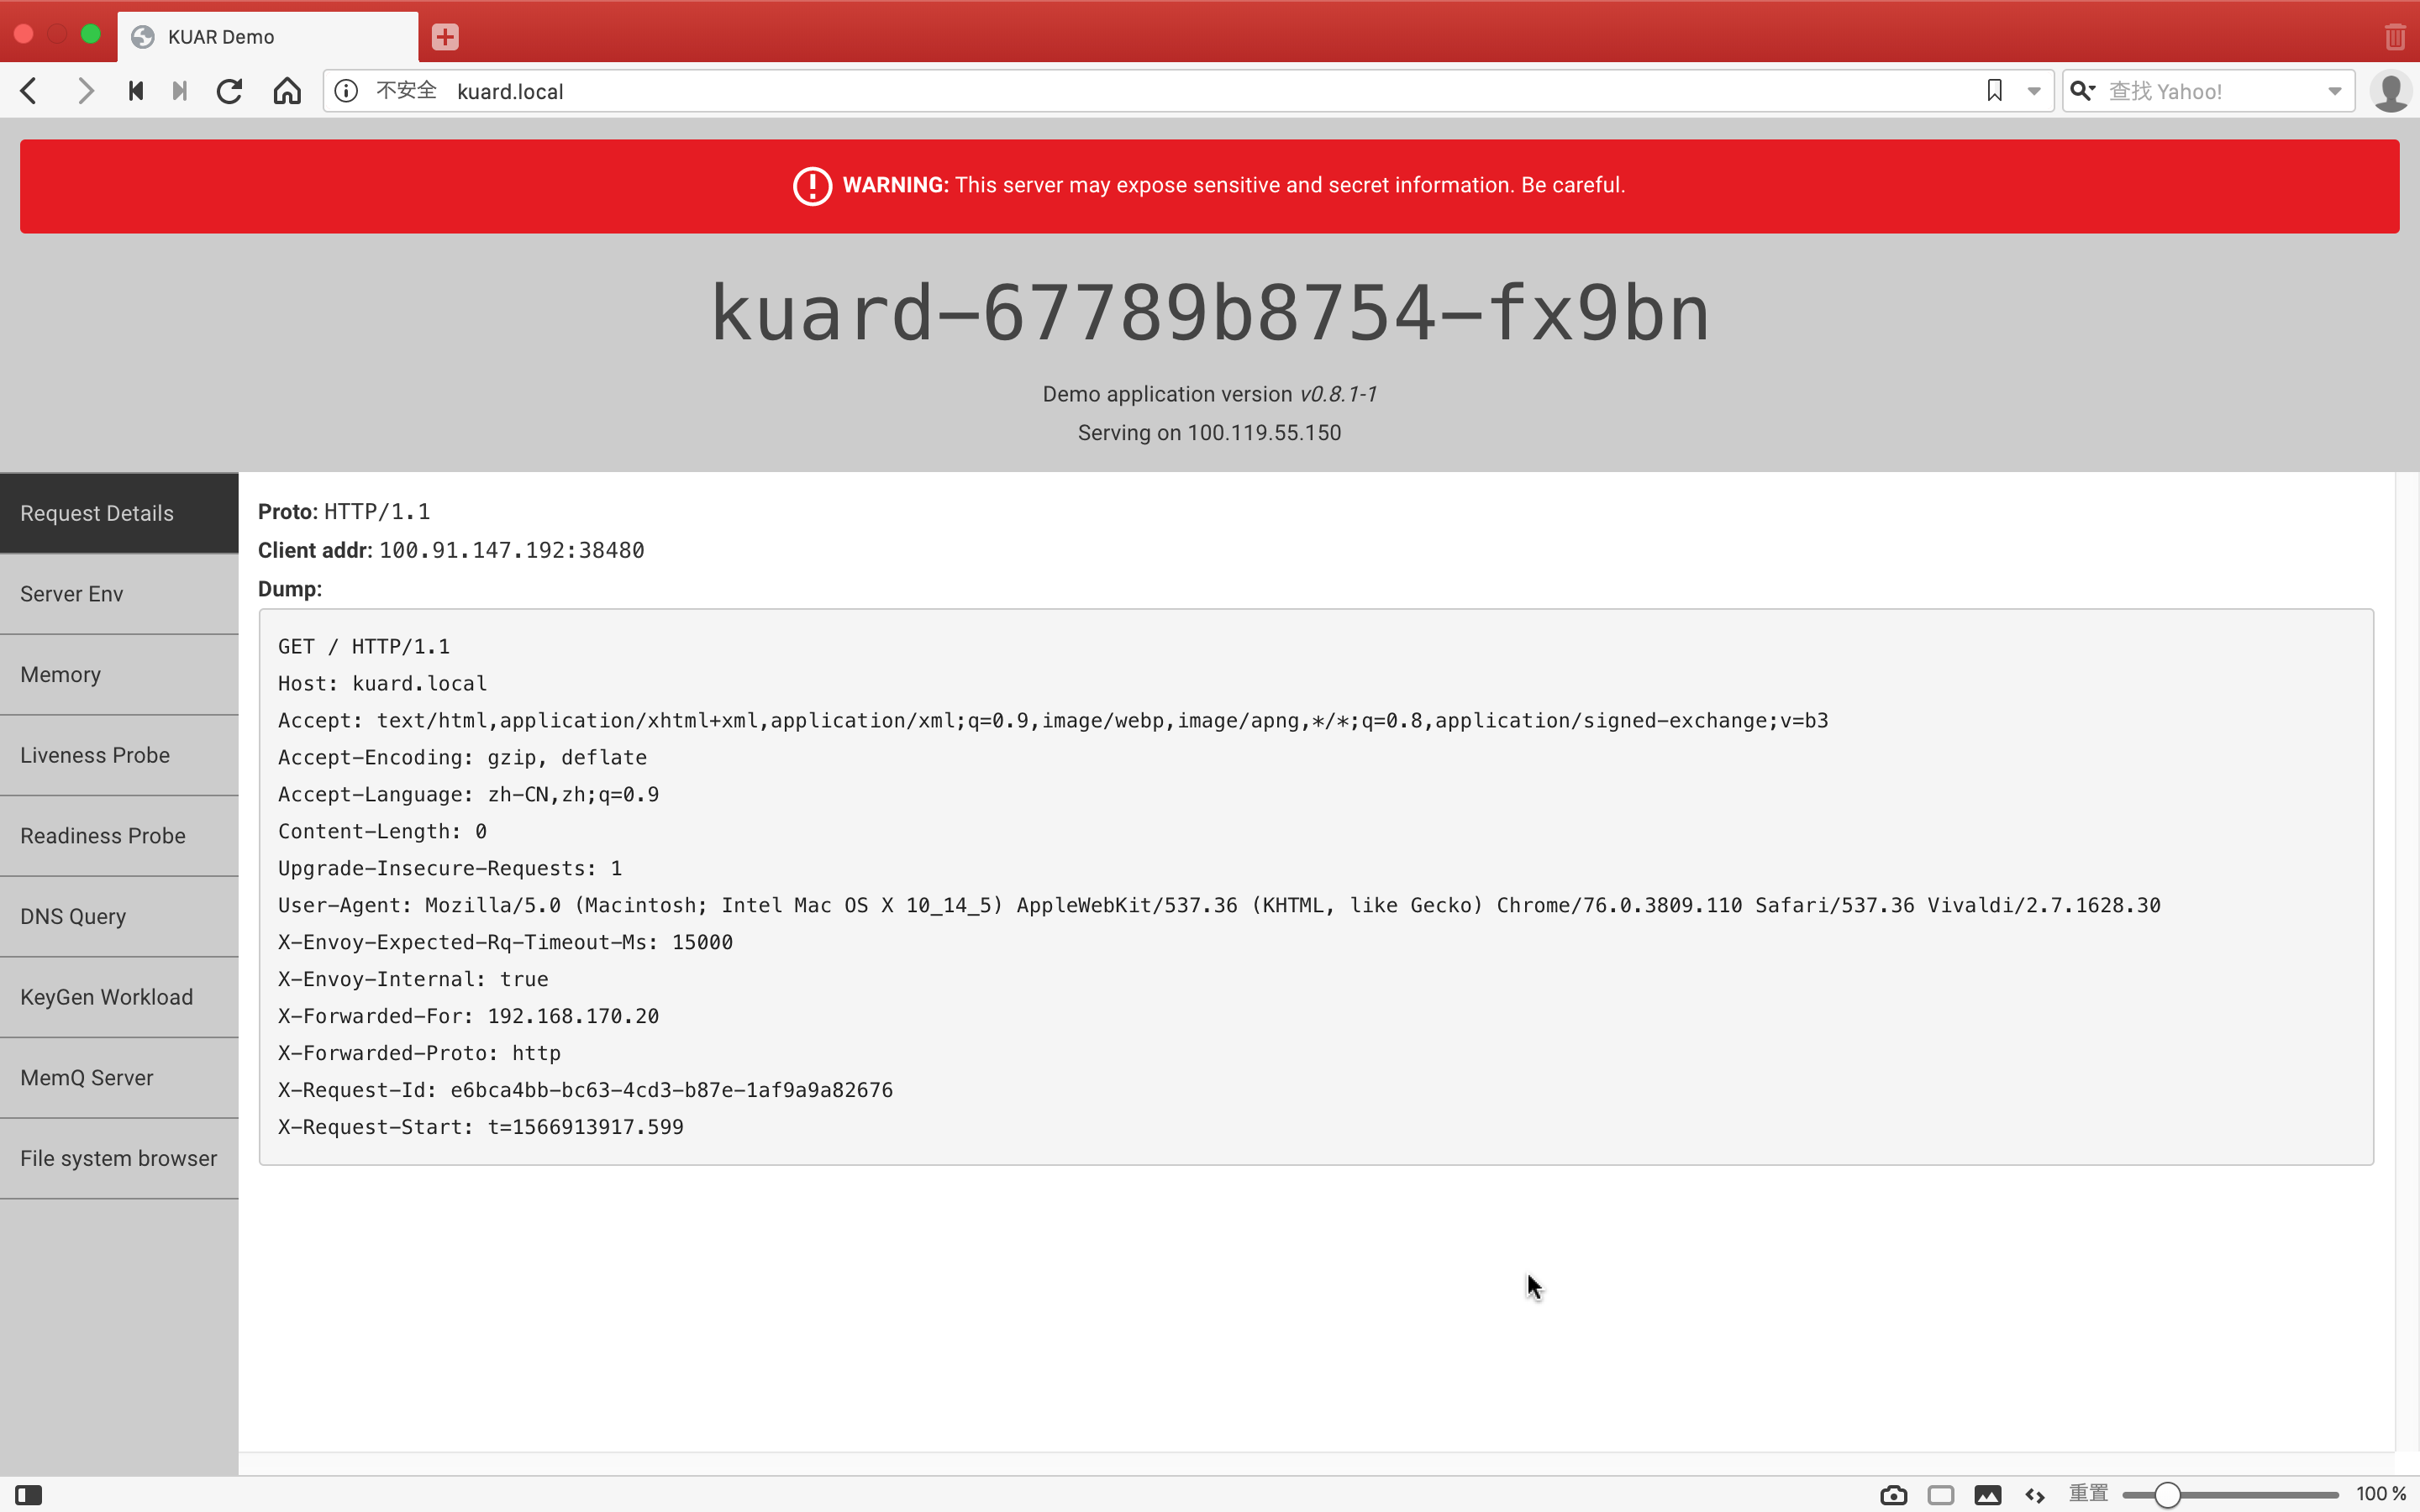 KUAR Demo
不安全 kuard.local
查找 Yahoo!
WARNING: This server may expose sensitive and secret information. Be careful.
kuard-67789b8754-fx9bn
Demo application version v0.8.1-1
Serving on 100.119.55.150
Request Details
Server Env
Memory
Liveness Probe
Readiness Probe
DNS Query
KeyGen Workload
MemQ Server
File system browser
Proto: HTTP/1.1
Client addr: 100.91.147.192:38480
Dump:
GET / HTTP/1.1
Host: kuard.local
Accept: text/html,application/xhtml+xml,application/xml;q=0.9,image/webp,image/apng,*/*;q=0.8,application/signed-exchange;v=b3
Accept-Encoding: gzip, deflate
Accept-Language: zh-CN,zh;q=0.9
Content-Length: 0
Upgrade-Insecure-Requests: 1
User-Agent: Mozilla/5.0 (Macintosh; Intel Mac OS X 10_14_5) AppleWebKit/537.36 (KHTML, like Gecko) Chrome/76.0.3809.110 Safari/537.36 Vivaldi/2.7.1628.30
X-Envoy-Expected-Rq-Timeout-Ms: 15000
X-Envoy-Internal: true
X-Forwarded-For: 192.168.170.20
X-Forwarded-Proto: http
X-Request-Id: e6bca4bb-bc63-4cd3-b87e-1af9a9a82676
X-Request-Start: t=1566913917.599
重置
100 %